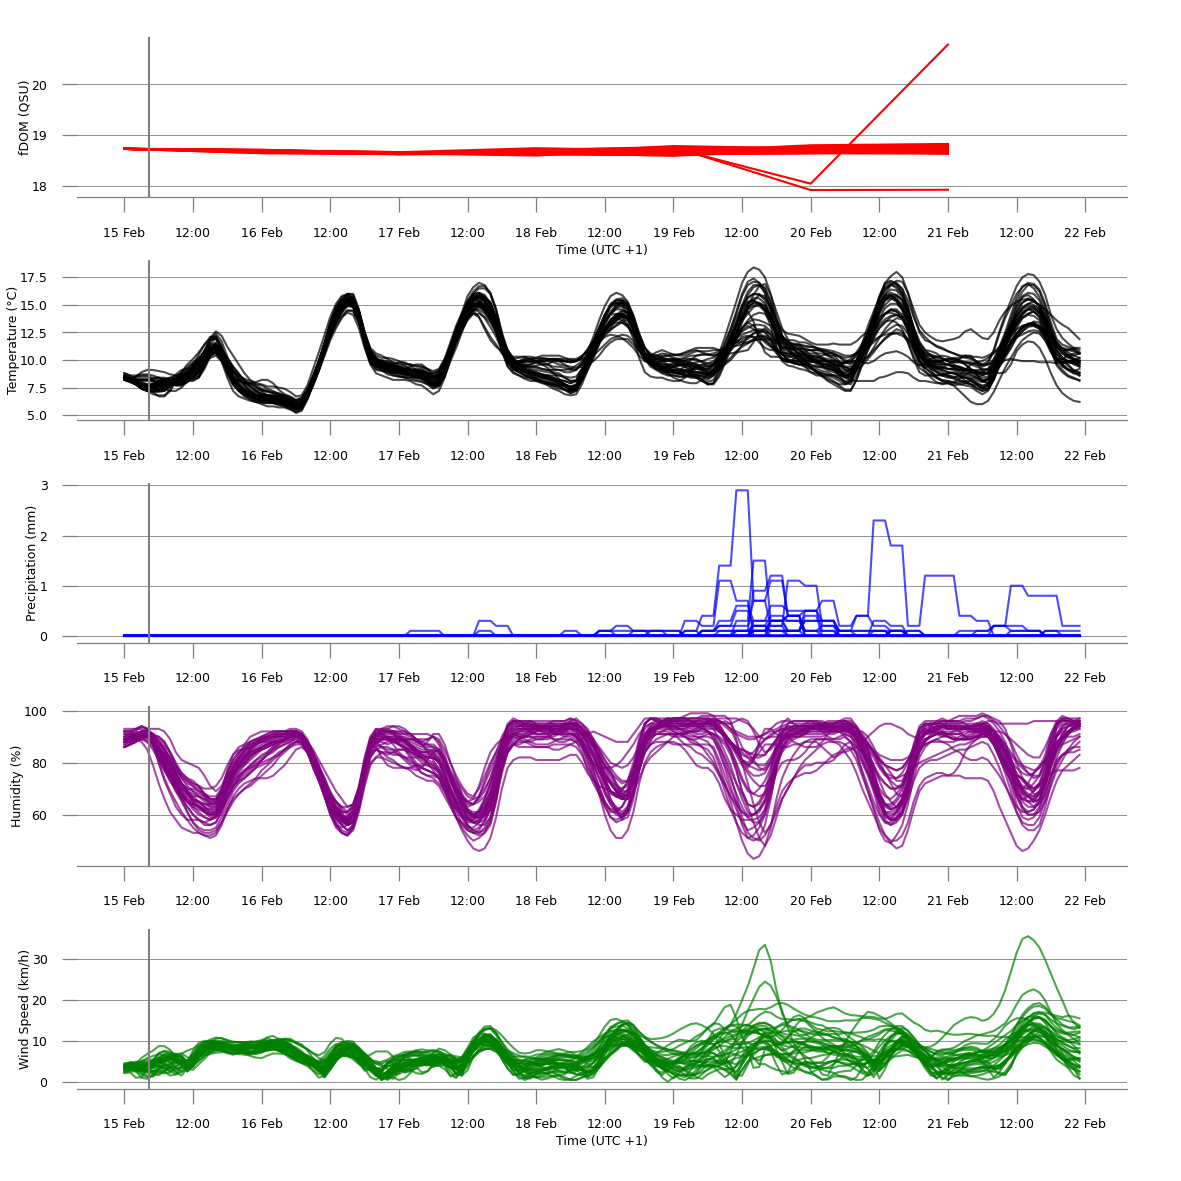 fDOM (QSU)
20
19
18
15 Feb 12:00 16 Feb 12:00 17 Feb 12:00 18 Feb 12:00 19 Feb 12:00 20 Feb 12:00 21 Feb 12:00 22 Feb
Time (UTC +1)
Temperature (°C)
17.5
15.0
12.5
10.0
7.5
5.0
15 Feb 12:00 16 Feb 12:00 17 Feb 12:00 18 Feb 12:00 19 Feb 12:00 20 Feb 12:00 21 Feb 12:00 22 Feb
Precipitation (mm)
3
2
1
0
15 Feb 12:00 16 Feb 12:00 17 Feb 12:00 18 Feb 12:00 19 Feb 12:00 20 Feb 12:00 21 Feb 12:00 22 Feb
Humidity (%)
100
80
60
15 Feb 12:00 16 Feb 12:00 17 Feb 12:00 18 Feb 12:00 19 Feb 12:00 20 Feb 12:00 21 Feb 12:00 22 Feb
Wind Speed (km/h)
30
20
10
0
15 Feb 12:00 16 Feb 12:00 17 Feb 12:00 18 Feb 12:00 19 Feb 12:00 20 Feb 12:00 21 Feb 12:00 22 Feb
Time (UTC +1)